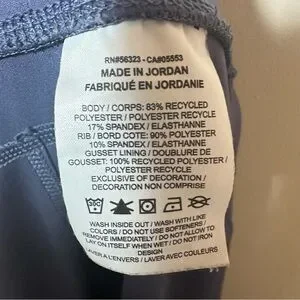 RN#56323 - CA#05553
MADE IN JORDAN
FABRIQUÉ EN JORDANIE
BODY / CORPS: 83% RECYCLED
POLYESTER / POLYESTER RECYCLÉ
17% SPANDEX / ELASTHANNE
RIB / BORD COTE: 90% POLYESTER
10% SPANDEX / ELASTHANNE
GUSSET LINING / DOUBLURE DE
GOUSSET: 100% RECYCLED POLYESTER
/ POLYESTER RECYCLÉ
EXCLUSIVE OF DECORATION /
DECORATION NON COMPRISE
WASH INSIDE OUT / WASH WITH LIKE
COLORS / DO NOT USE SOFTENERS /
REMOVE IMMEDIATELY / DO NOT ALLOW TO
LAY ON ITSELF WHEN WET / DO NOT IRON
LAVER A L'ENVERS / LAVER AVEC COULEURS